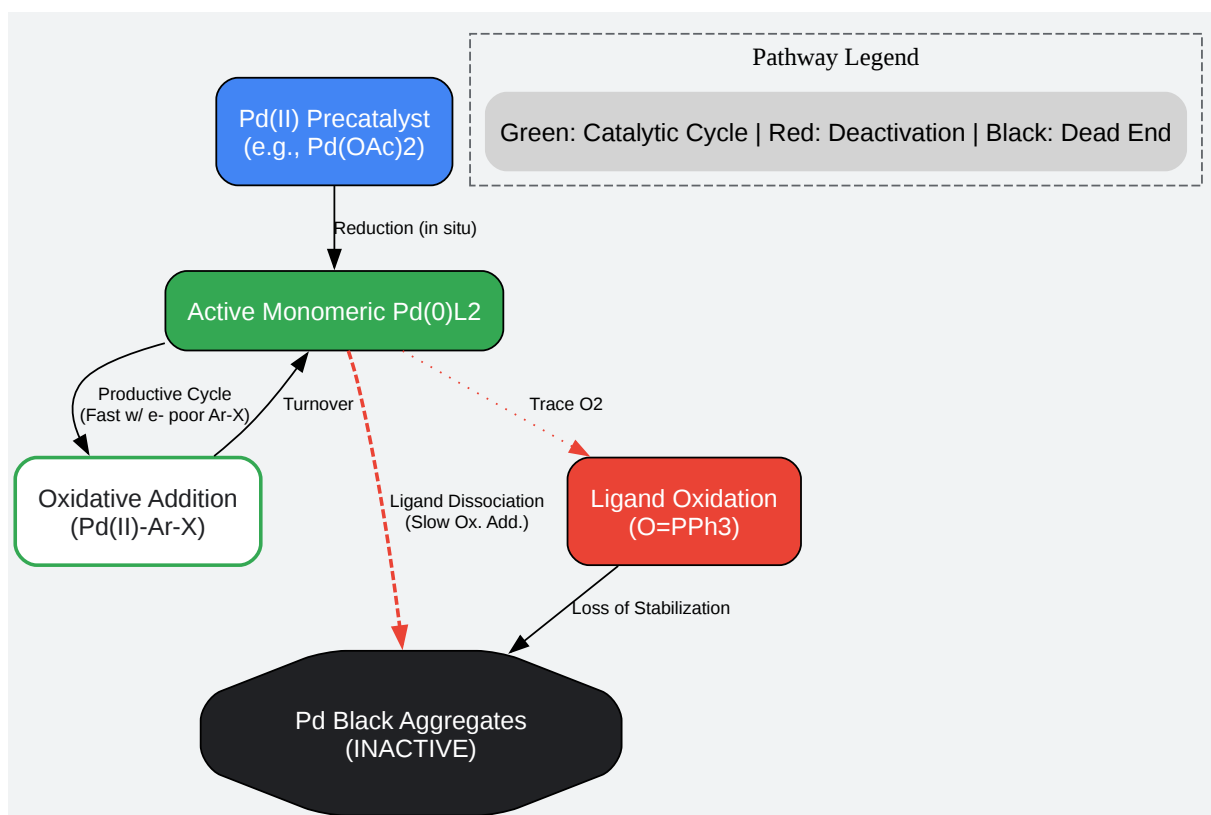 Pathway Legend
Green: Catalytic Cycle | Red: Deactivation | Black: Dead End
Pd(II) Precatalyst
(e.g., Pd(OAc)2)
Reduction (in situ)
Active Monomeric Pd(0)L2
Productive Cycle
(Fast w/ e- poor Ar-X)
Turnover
Trace O2
Oxidative Addition
(Pd(II)-Ar-X)
Ligand Dissociation
(Slow Ox. Add.)
Ligand Oxidation
(O=PPh3)
Loss of Stabilization
Pd Black Aggregates
(INACTIVE)